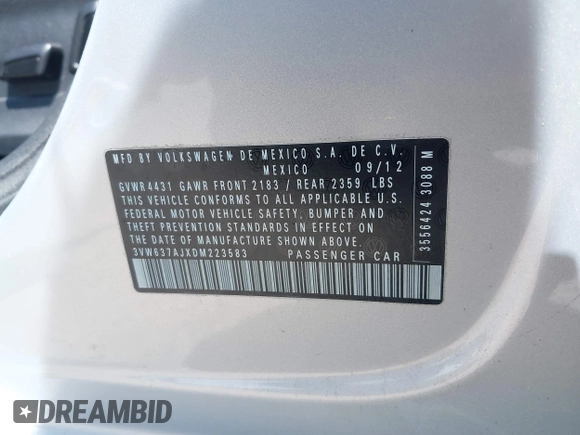 MFD BY VOLKSWAGEN DE MEXICO S.A. DE C.V.
MEXICO 09/12
GVWR 4431 GAWR FRONT 2183 / REAR 2359 LBS
THIS VEHICLE CONFORMS TO ALL APPLICABLE U.S.
FEDERAL MOTOR VEHICLE SAFETY, BUMPER AND
THEFT PREVENTION STANDARDS IN EFFECT ON THE
DATE OF MANUFACTURE SHOWN ABOVE.
3VW637AJXDM223583 PASSENGER CAR
3556424 3088 M
DREAMBID